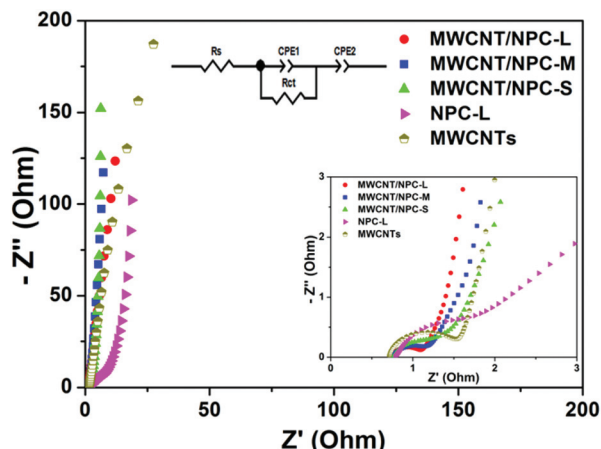 200
150
100
50
0
- Z'' (Ohm)
0
50
100
150
200
Z' (Ohm)
Rs
CPE1
CPE2
Rct
MWCNT/NPC-L
MWCNT/NPC-M
MWCNT/NPC-S
NPC-L
MWCNTs
3
2
1
0
- Z'' (Ohm)
0
1
2
3
4
Z' (Ohm)
MWCNT/NPC-L
MWCNT/NPC-M
MWCNT/NPC-S
NPC-L
MWCNTs